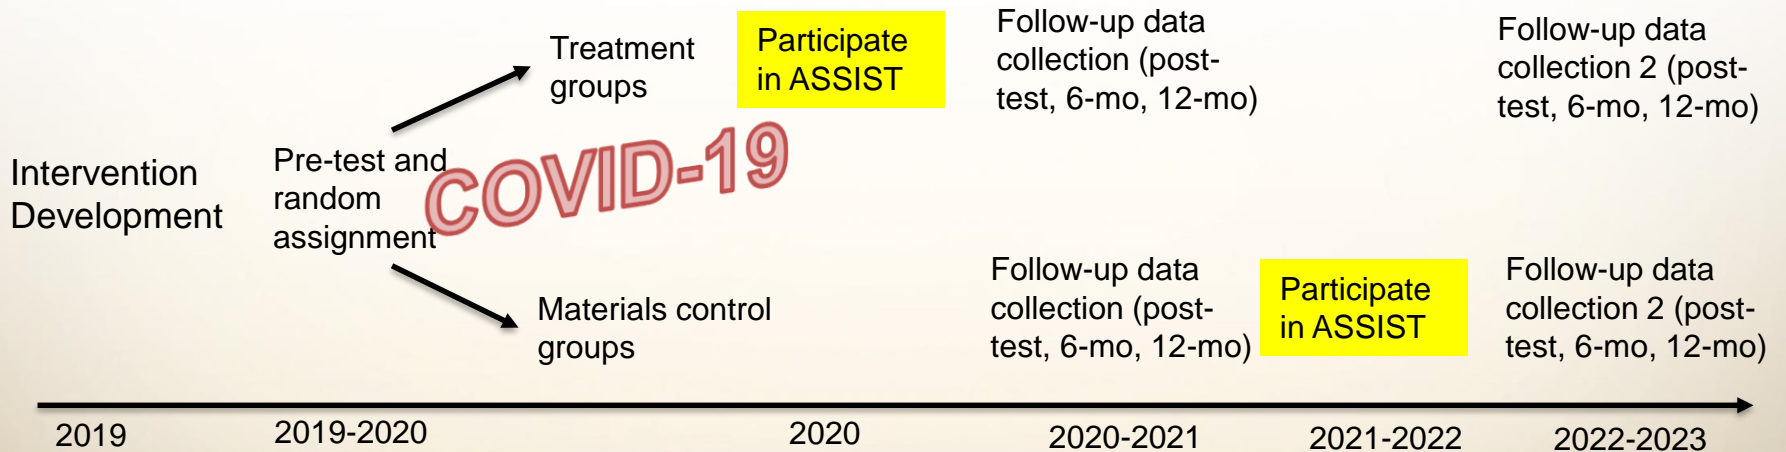 Intervention
Development
Pre-test and
random
assignment
COVID-19
Treatment
groups
Participate
in ASSIST
Follow-up data
collection (post-
test, 6-mo, 12-mo)
Follow-up data
collection 2 (post-
test, 6-mo, 12-mo)
Materials control
groups
Follow-up data
collection (post-
test, 6-mo, 12-mo)
Participate
in ASSIST
Follow-up data
collection 2 (post-
test, 6-mo, 12-mo)
2019
2019-2020
2020
2020-2021
2021-2022
2022-2023